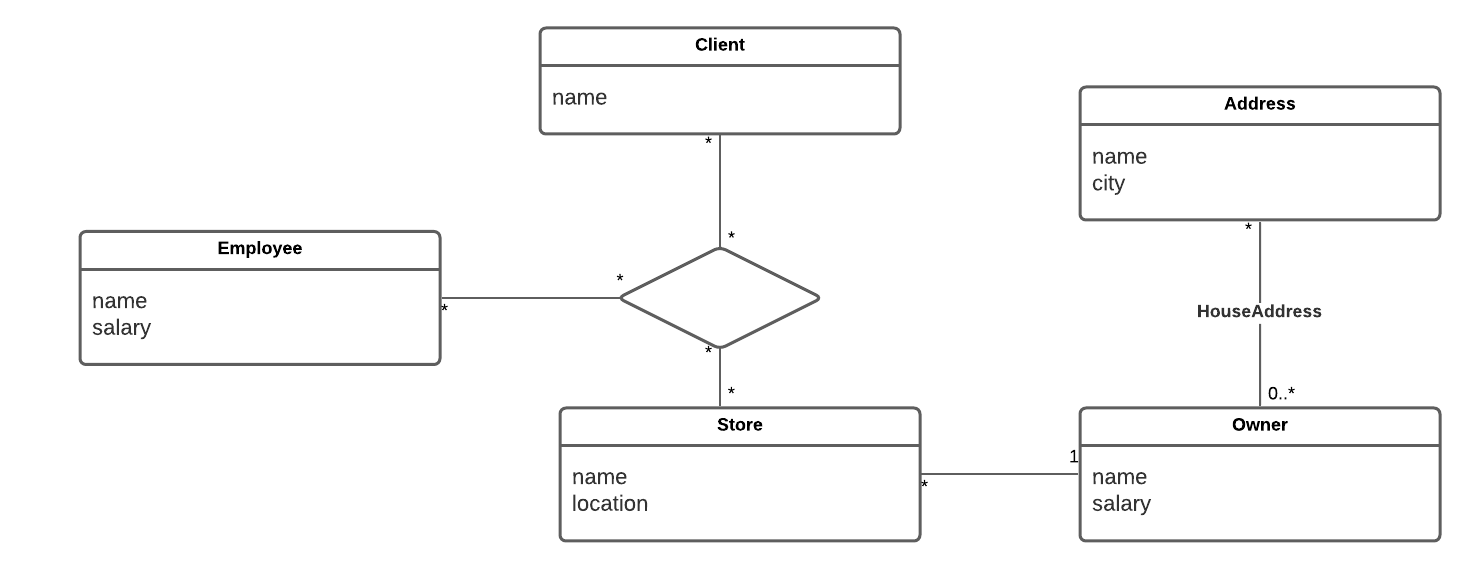 Client
name
*
*
Address
name
city
*
HouseAddress
0..*
Employee
name
salary
*
*
*
*
Store
name
location
*
1
Owner
name
salary